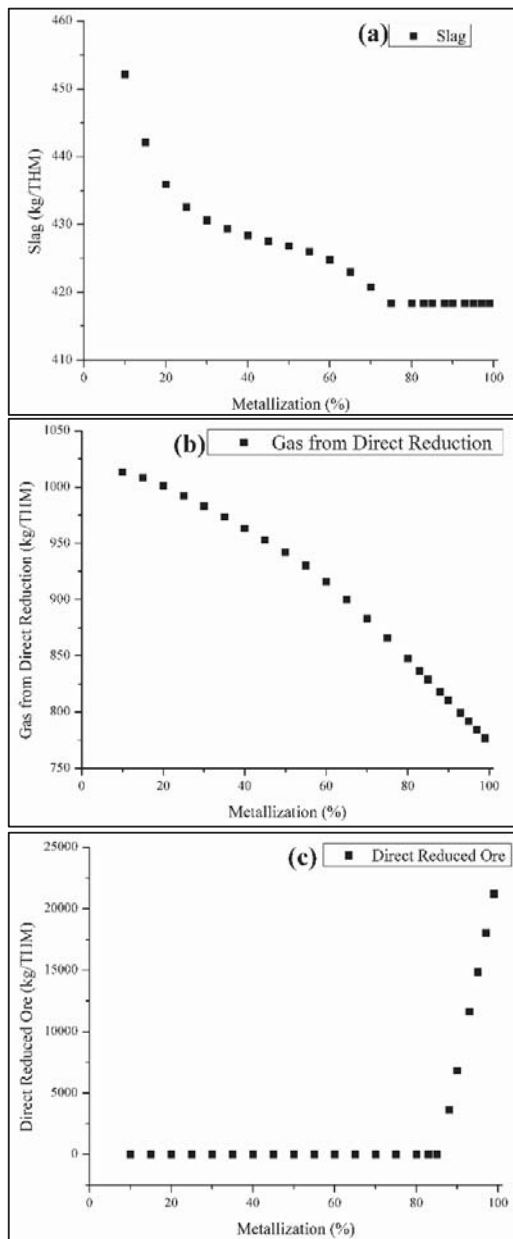 (a)
Slag
460
450
440
430
420
410
Slag (kg/THM)
0 20 40 60 80 100
Metallization (%)
(b)
Gas from Direct Reduction
1050
1000
950
900
850
800
750
Gas from Direct Reduction (kg/THM)
0 20 40 60 80 100
Metallization (%)
(c)
Direct Reduced Ore
25000
20000
15000
10000
5000
0
Direct Reduced Ore (kg/THM)
0 20 40 60 80 100
Metallization (%)